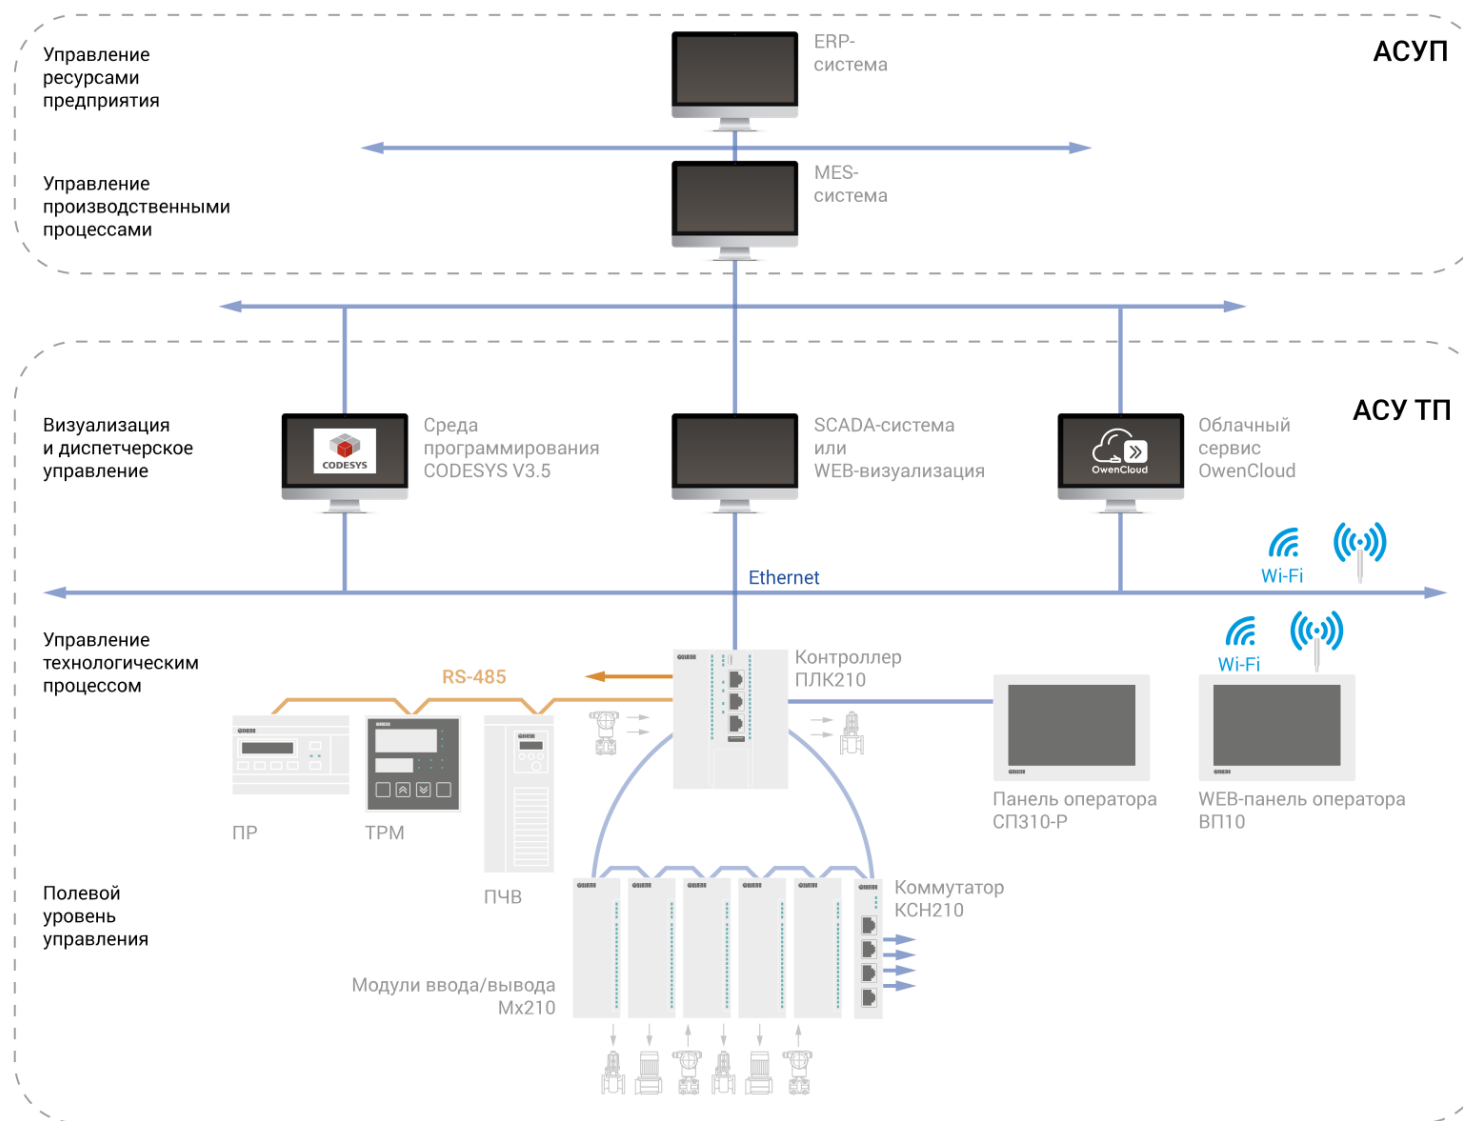 Управление
ресурсами
предприятия
ERP-
система
АСУП
Управление
производственными
процессами
MES-
система
Визуализация
и диспетчерское
управление
CODESYS
Среда
программирования
CODESYS V3.5
SCADA-система
или
WEB-визуализация
OwenCloud
Облачный
сервис
OwenCloud
АСУ ТП
Ethernet
Wi-Fi
Управление
технологическим
процессом
RS-485
Контроллер
ПЛК210
Wi-Fi
ПР
ТРМ
ПЧВ
Панель оператора
СП310-Р
WEB-панель оператора
ВП10
Полевой
уровень
управления
Коммутатор
КСН210
Модули ввода/вывода
Мх210